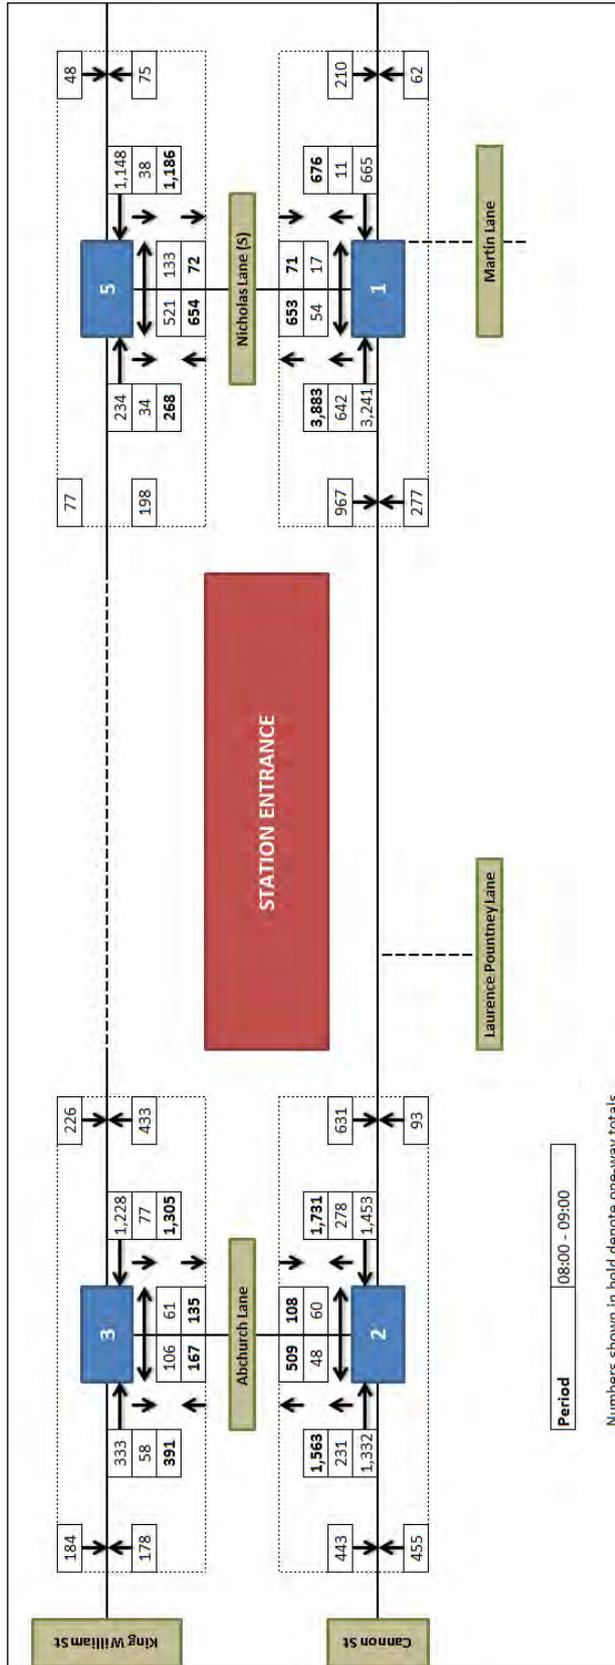 184 226 77 48
King William St 3 5
333 1,228 234 1,148
178 58 77 433 198 34 38 75
391 106 61 1,305 268 521 133 1,186
167 135 654 72
Abchurch Lane Nicholas Lane (S)
STATION ENTRANCE
509 108 653 71
1,563 48 60 1,731 3,883 54 17 676
443 231 278 631 967 642 11 210
1,332 1,453 3,241 665
Cannon St 2 1
455 93 277 62
Laurence Pountney Lane Martin Lane
Period 08:00 - 09:00
Numbers shown in bold denote one-way totals